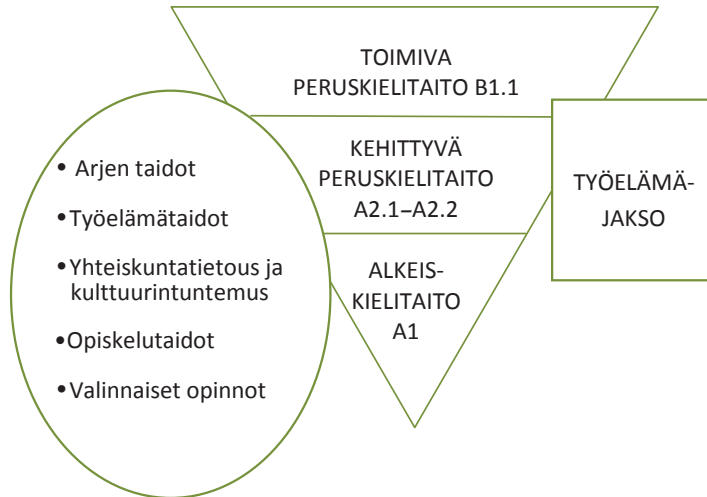 TOIMIVA
PERUSKIELITAITO B1.1
KEHITTYVÄ
PERUSKIELITAITO
A2.1–A2.2
ALKEIS-
KIELITAITO
A1
• Arjen taidot
• Työelämätaidot
• Yhteiskuntatietous ja
kulttuurintuntemus
• Opiskelutaidot
• Valinnaiset opinnot
TYÖELÄMÄ-
JAKSO